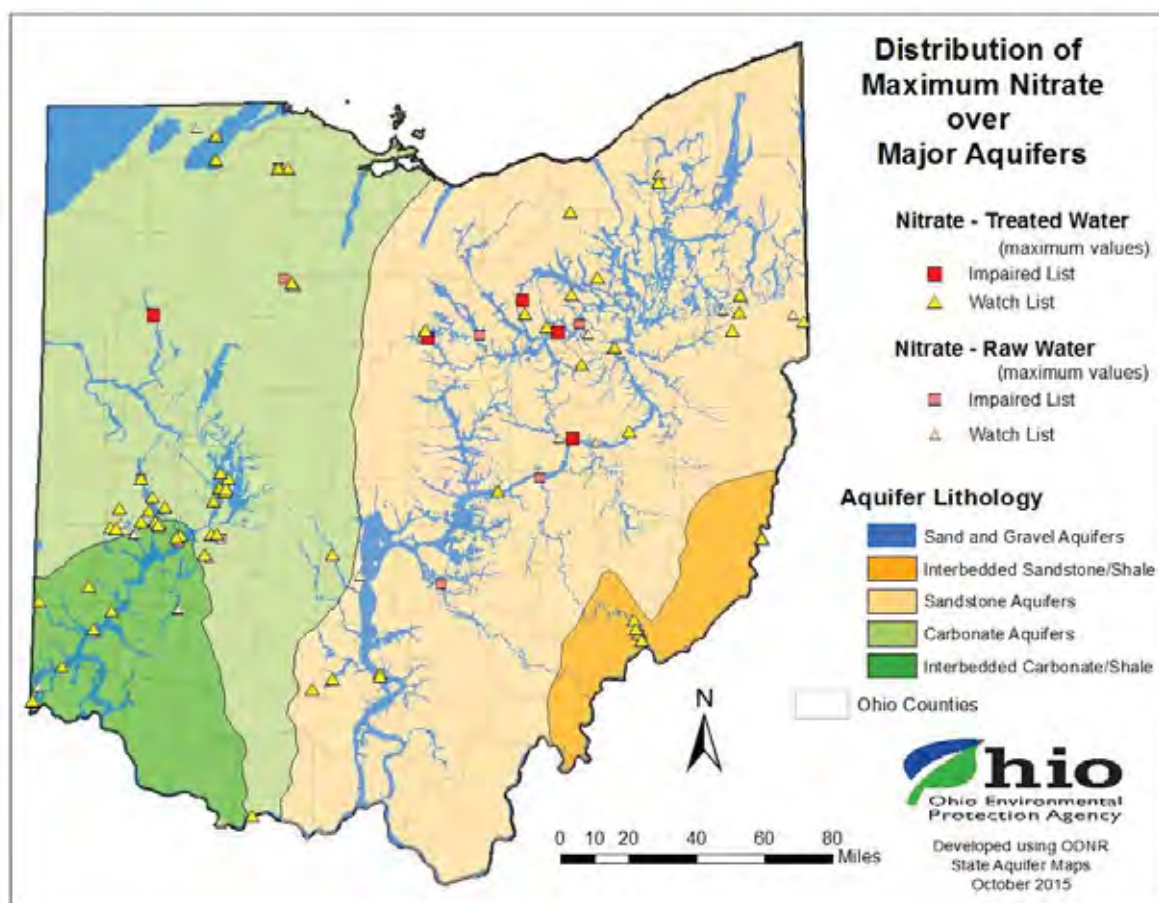 Distribution of
Maximum Nitrate
over
Major Aquifers
Nitrate - Treated Water
(maximum values)
Impaired List
Watch List
Nitrate - Raw Water
(maximum values)
Impaired List
Watch List
Aquifer Lithology
Sand and Gravel Aquifers
Interbedded Sandstone/Shale
Sandstone Aquifers
Carbonate Aquifers
Interbedded Carbonate/Shale
Ohio Counties
N
0 10 20 40 60 80
Miles
Ohio
Ohio Environmental
Protection Agency
Developed using ODNR
State Aquifer Maps
October 2015